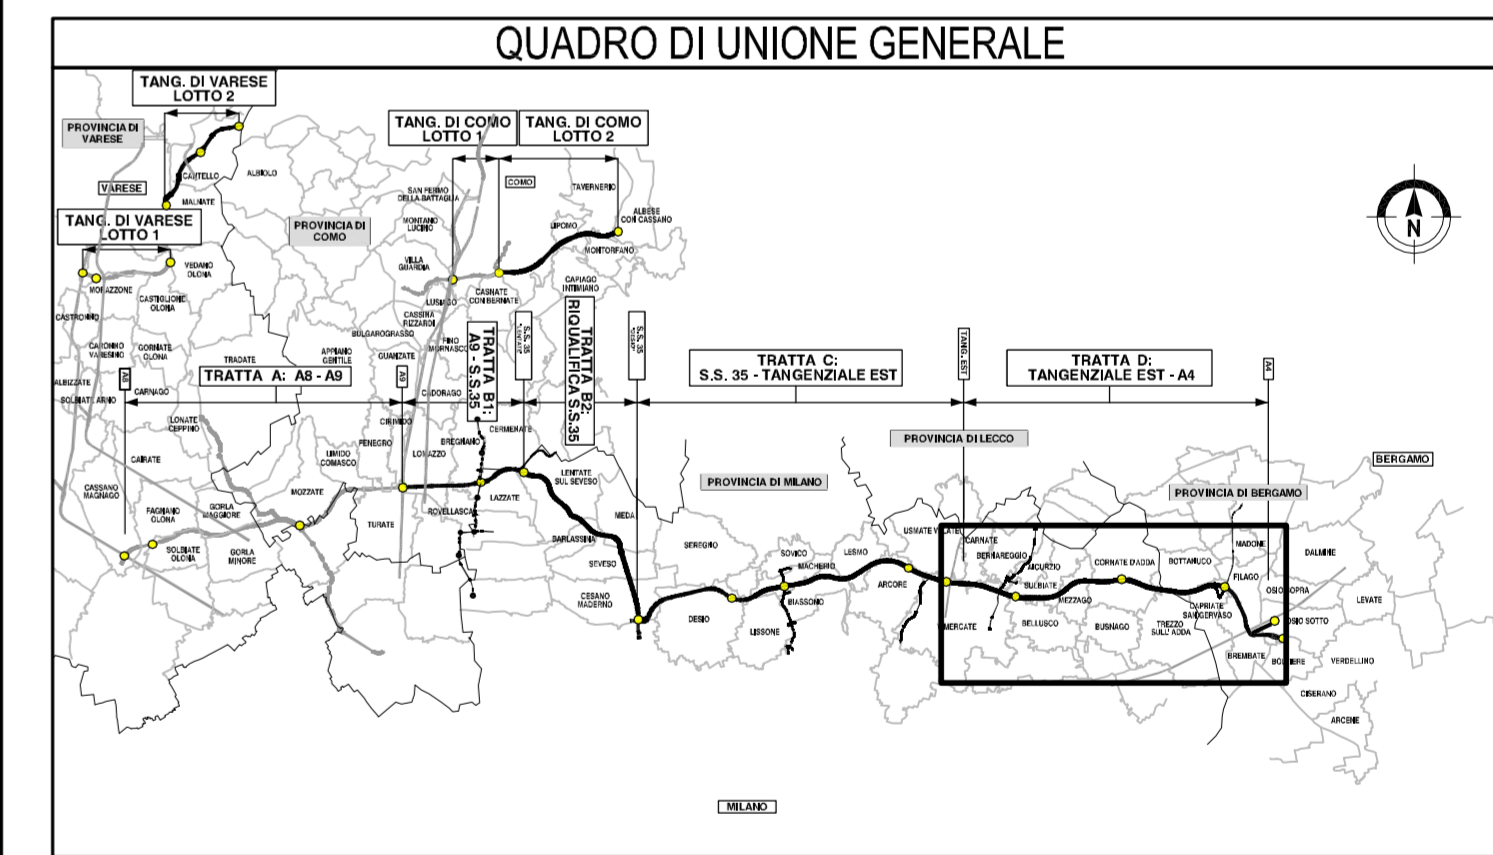 QUADRO DI UNIONE GENERALE
TANG. DI VARESE
LOTTO 2
PROVINCIA DI
VARESE
VARESE
CANTELLO
ALBIOLO
MALNATE
TANG. DI VARESE
LOTTO 1
PROVINCIA DI
COMO
TANG. DI COMO
LOTTO 1
TANG. DI COMO
LOTTO 2
COMO
TAVERNERIO
SAN FERMO
DELLA BATTAGLIA
MONTANO
LUCINO
LIPOMO
ALBESE
CON CASSANO
MONTORFANO
VILLA
GUARDIA
N
VEDANO
OLONA
MORAZZONE
CASTIGLIONE
OLONA
CASTRONNO
CARONNO
VARESINO
GORNATE
OLONA
LUSIAGO
CASNATE
CON BERNATE
CAPIAGO
INTIMIANO
CASSINA
RIZZARDI
BULGAROGRASSO
FINO
MORNASCO
TRADATE
APPIANO
GENTILE
GUANZATE
ALBIZZATE
SOLBIATE ARNO
CARNAGO
A8
TRATTA A: A8 - A9
A9
CADORAGO
TRATTA B1:
A9 - S.S.35
S.S. 35
"LENTATE"
TRATTA B2:
RIQUALIFICA S.S.35
S.S. 35
"DESIO"
TRATTA C:
S.S. 35 - TANGENZIALE EST
TANG. EST
TRATTA D:
TANGENZIALE EST - A4
A4
LONATE
CEPPINO
CIRIMIDO
FENEGRO
CERMENATE
BREGNANO
LOMAZZO
LIMIDO
COMASCO
CAIRATE
CASSANO
MAGNAGO
FAGNANO
OLONA
GORLA
MAGGIORE
MOZZATE
TURATE
ROVELLASCA
LAZZATE
LENTATE
SUL SEVESO
SOLBIATE
OLONA
GORLA
MINORE
MEDA
BARLASSINA
SEVESO
CESANO
MADERNO
PROVINCIA DI MILANO
PROVINCIA DI LECCO
PROVINCIA DI BERGAMO
BERGAMO
SEREGNO
DESIO
LISSONE
SOVICO
MACHERIO
BIASSONO
LESMO
ARCORE
USMATE VELATE
CARNATE
BERNAREGGIO
AICURZIO
SULBIATE
MEZZAGO
VIMERCATE
BELLUSCO
CORNATE D'ADDA
BUSNAGO
BOTTANUCO
TREZZO
SULL' ADDA
CAPRIATE
SAN GERVASO
MADONE
FILAGO
DALMINE
OSIO SOPRA
OSIO SOTTO
LEVATE
BREMBATE
BOLTIERE
VERDELLINO
CISERANO
ARCENE
MILANO